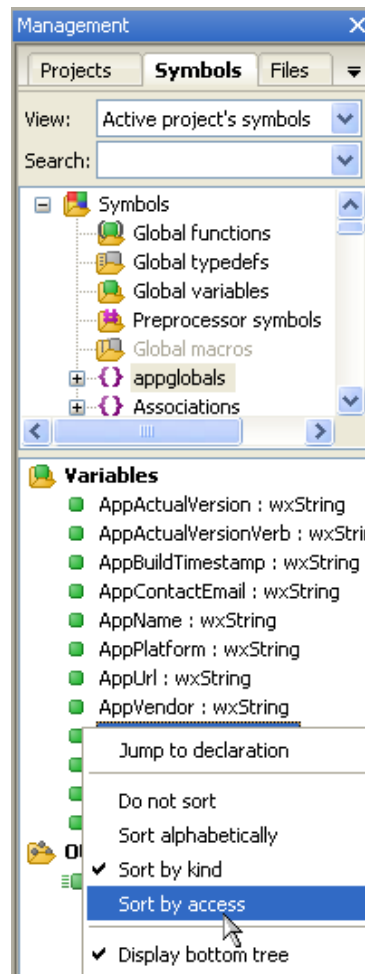 Management
Projects Symbols Files
View: Active project's symbols
Search:
Symbols
Global functions
Global typedefs
Global variables
Preprocessor symbols
Global macros
appglobals
Associations
Variables
AppActualVersion : wxString
AppActualVersionVerb : wxStri
AppBuildTimestamp : wxString
AppContactEmail : wxString
AppName : wxString
AppPlatform : wxString
AppUrl : wxString
AppVendor : wxString
Jump to declaration
Do not sort
Sort alphabetically
Sort by kind
Sort by access
Display bottom tree